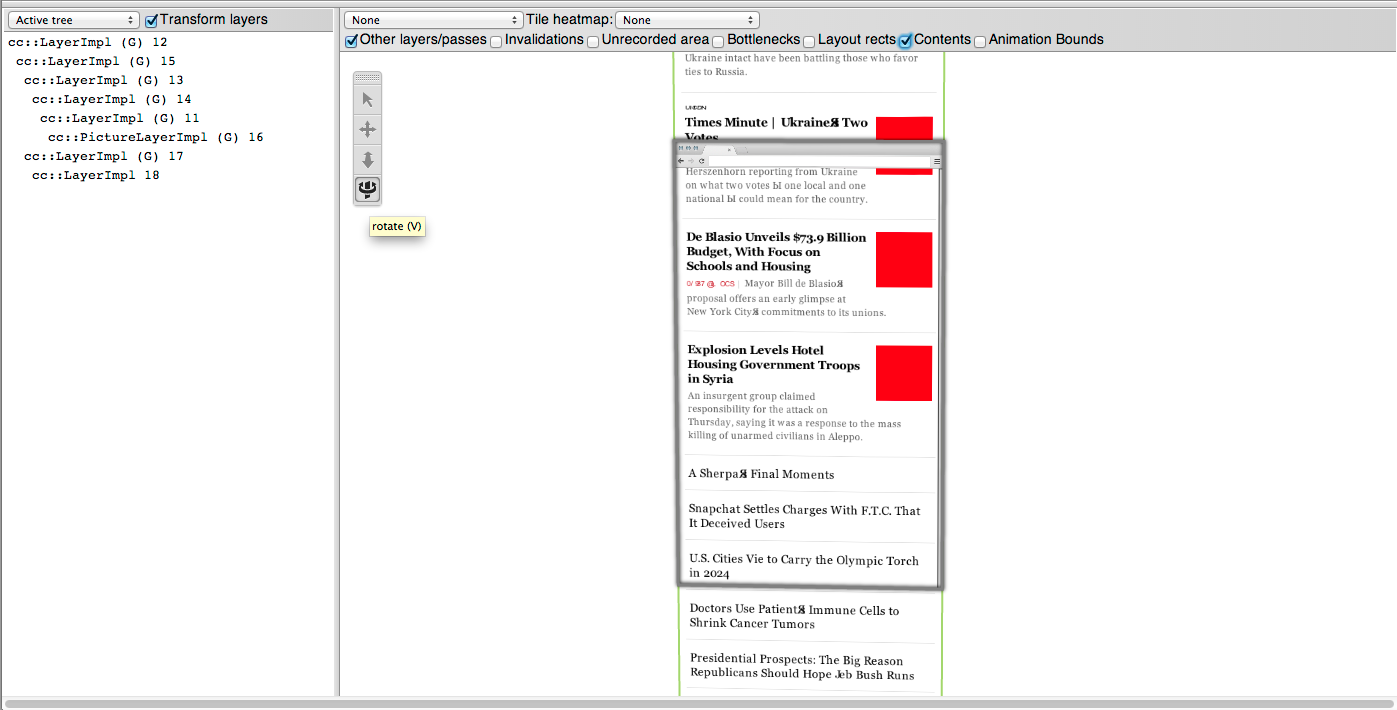 Active tree
Transform layers
None
Tile heatmap:
None
Other layers/passes
Invalidations
Unrecorded area
Bottlenecks
Layout rects
Contents
Animation Bounds
cc::LayerImpl (G) 12
cc::LayerImpl (G) 15
cc::LayerImpl (G) 13
cc::LayerImpl (G) 14
cc::LayerImpl (G) 11
cc::PictureLayerImpl (G) 16
cc::LayerImpl (G) 17
cc::LayerImpl 18
rotate (V)
Ukraine intact have been battling those who favor
ties to Russia.
Times Minute | UkraineЯ Two
Votes
Herszenhorn reporting from Ukraine
on what two votes Ы one local and one
national Ы could mean for the country.
De Blasio Unveils $73.9 Billion
Budget, With Focus on
Schools and Housing
Mayor Bill de BlasioЯ
proposal offers an early glimpse at
New York CityЯ commitments to its unions.
Explosion Levels Hotel
Housing Government Troops
in Syria
An insurgent group claimed
responsibility for the attack on
Thursday, saying it was a response to the mass
killing of unarmed civilians in Aleppo.
A SherpaЯ Final Moments
Snapchat Settles Charges With F.T.C. That
It Deceived Users
U.S. Cities Vie to Carry the Olympic Torch
in 2024
Doctors Use PatientЯ Immune Cells to
Shrink Cancer Tumors
Presidential Prospects: The Big Reason
Republicans Should Hope Jeb Bush Runs